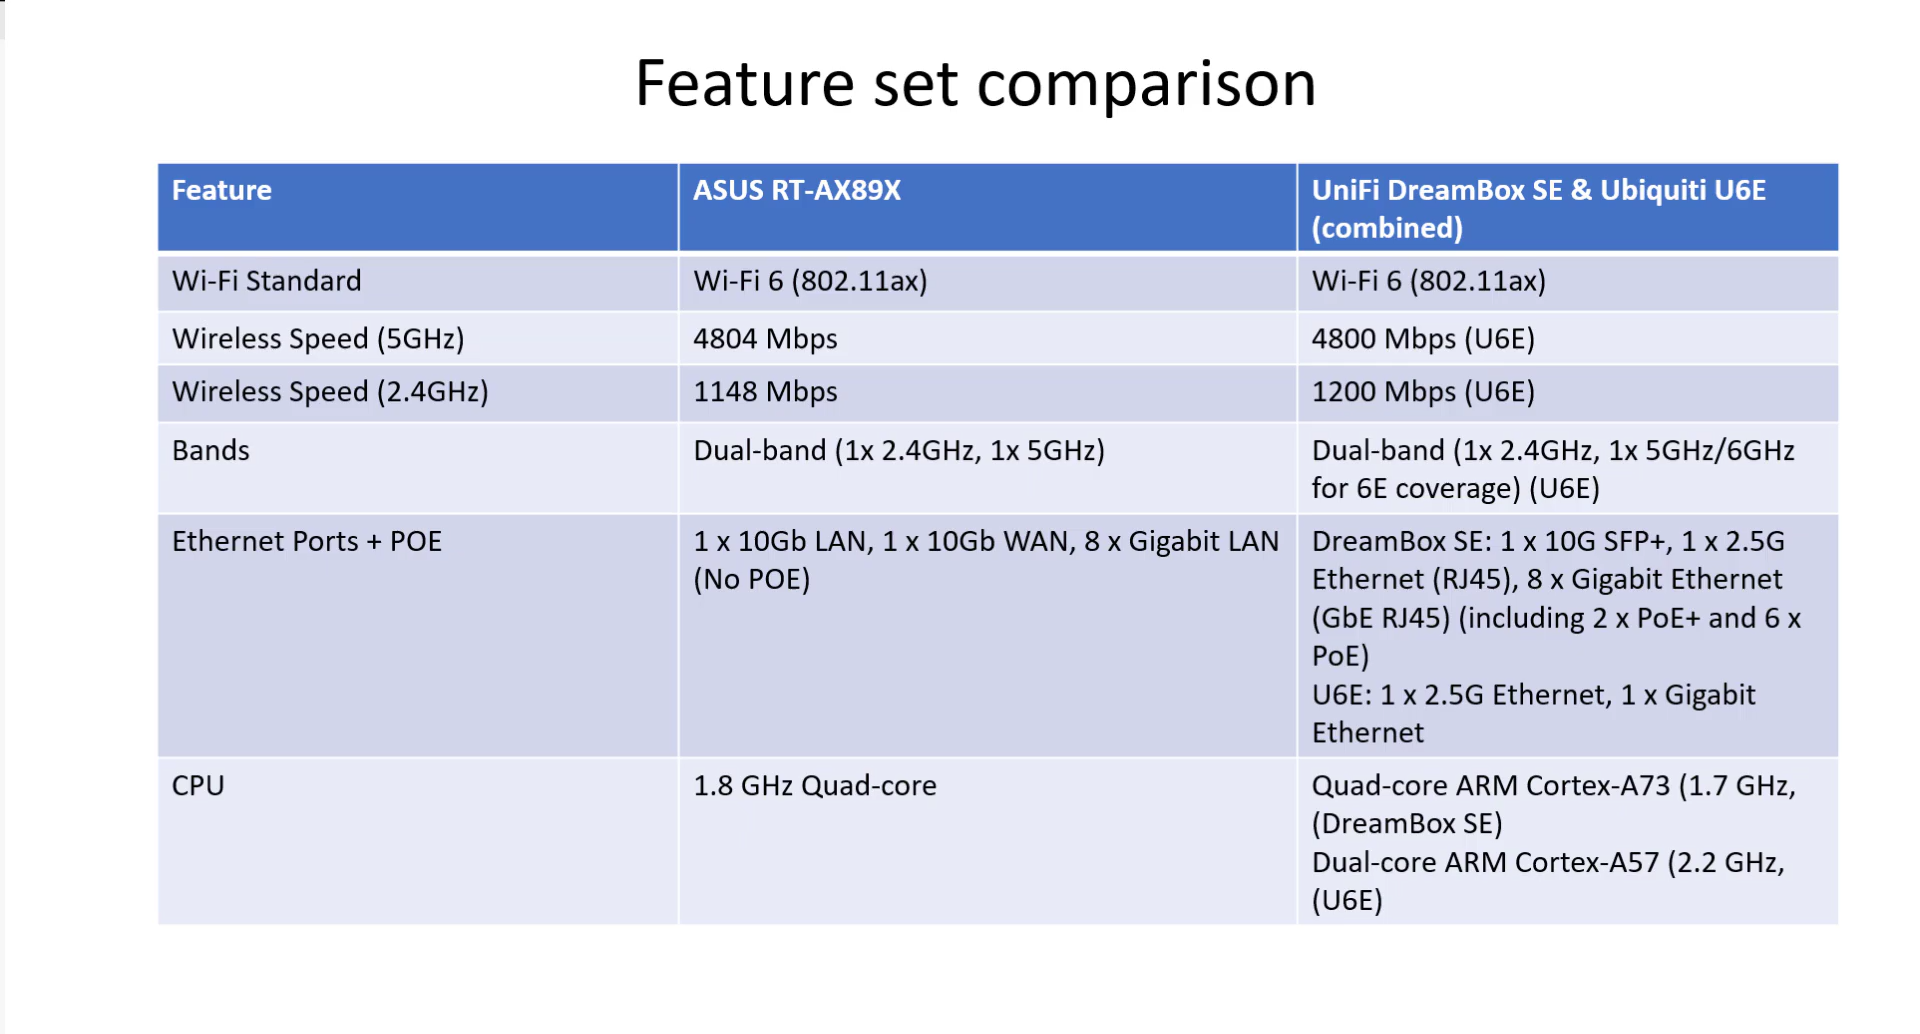 Feature set comparison
Feature
ASUS RT-AX89X
UniFi DreamBox SE & Ubiquiti U6E
(combined)
Wi-Fi Standard
Wi-Fi 6 (802.11ax)
Wi-Fi 6 (802.11ax)
Wireless Speed (5GHz)
4804 Mbps
4800 Mbps (U6E)
Wireless Speed (2.4GHz)
1148 Mbps
1200 Mbps (U6E)
Bands
Dual-band (1x 2.4GHz, 1x 5GHz)
Dual-band (1x 2.4GHz, 1x 5GHz/6GHz
for 6E coverage) (U6E)
Ethernet Ports + POE
1 x 10Gb LAN, 1 x 10Gb WAN, 8 x Gigabit LAN
(No POE)
DreamBox SE: 1 x 10G SFP+, 1 x 2.5G
Ethernet (RJ45), 8 x Gigabit Ethernet
(GbE RJ45) (including 2 x PoE+ and 6 x
PoE)
U6E: 1 x 2.5G Ethernet, 1 x Gigabit
Ethernet
CPU
1.8 GHz Quad-core
Quad-core ARM Cortex-A73 (1.7 GHz,
(DreamBox SE)
Dual-core ARM Cortex-A57 (2.2 GHz,
(U6E)